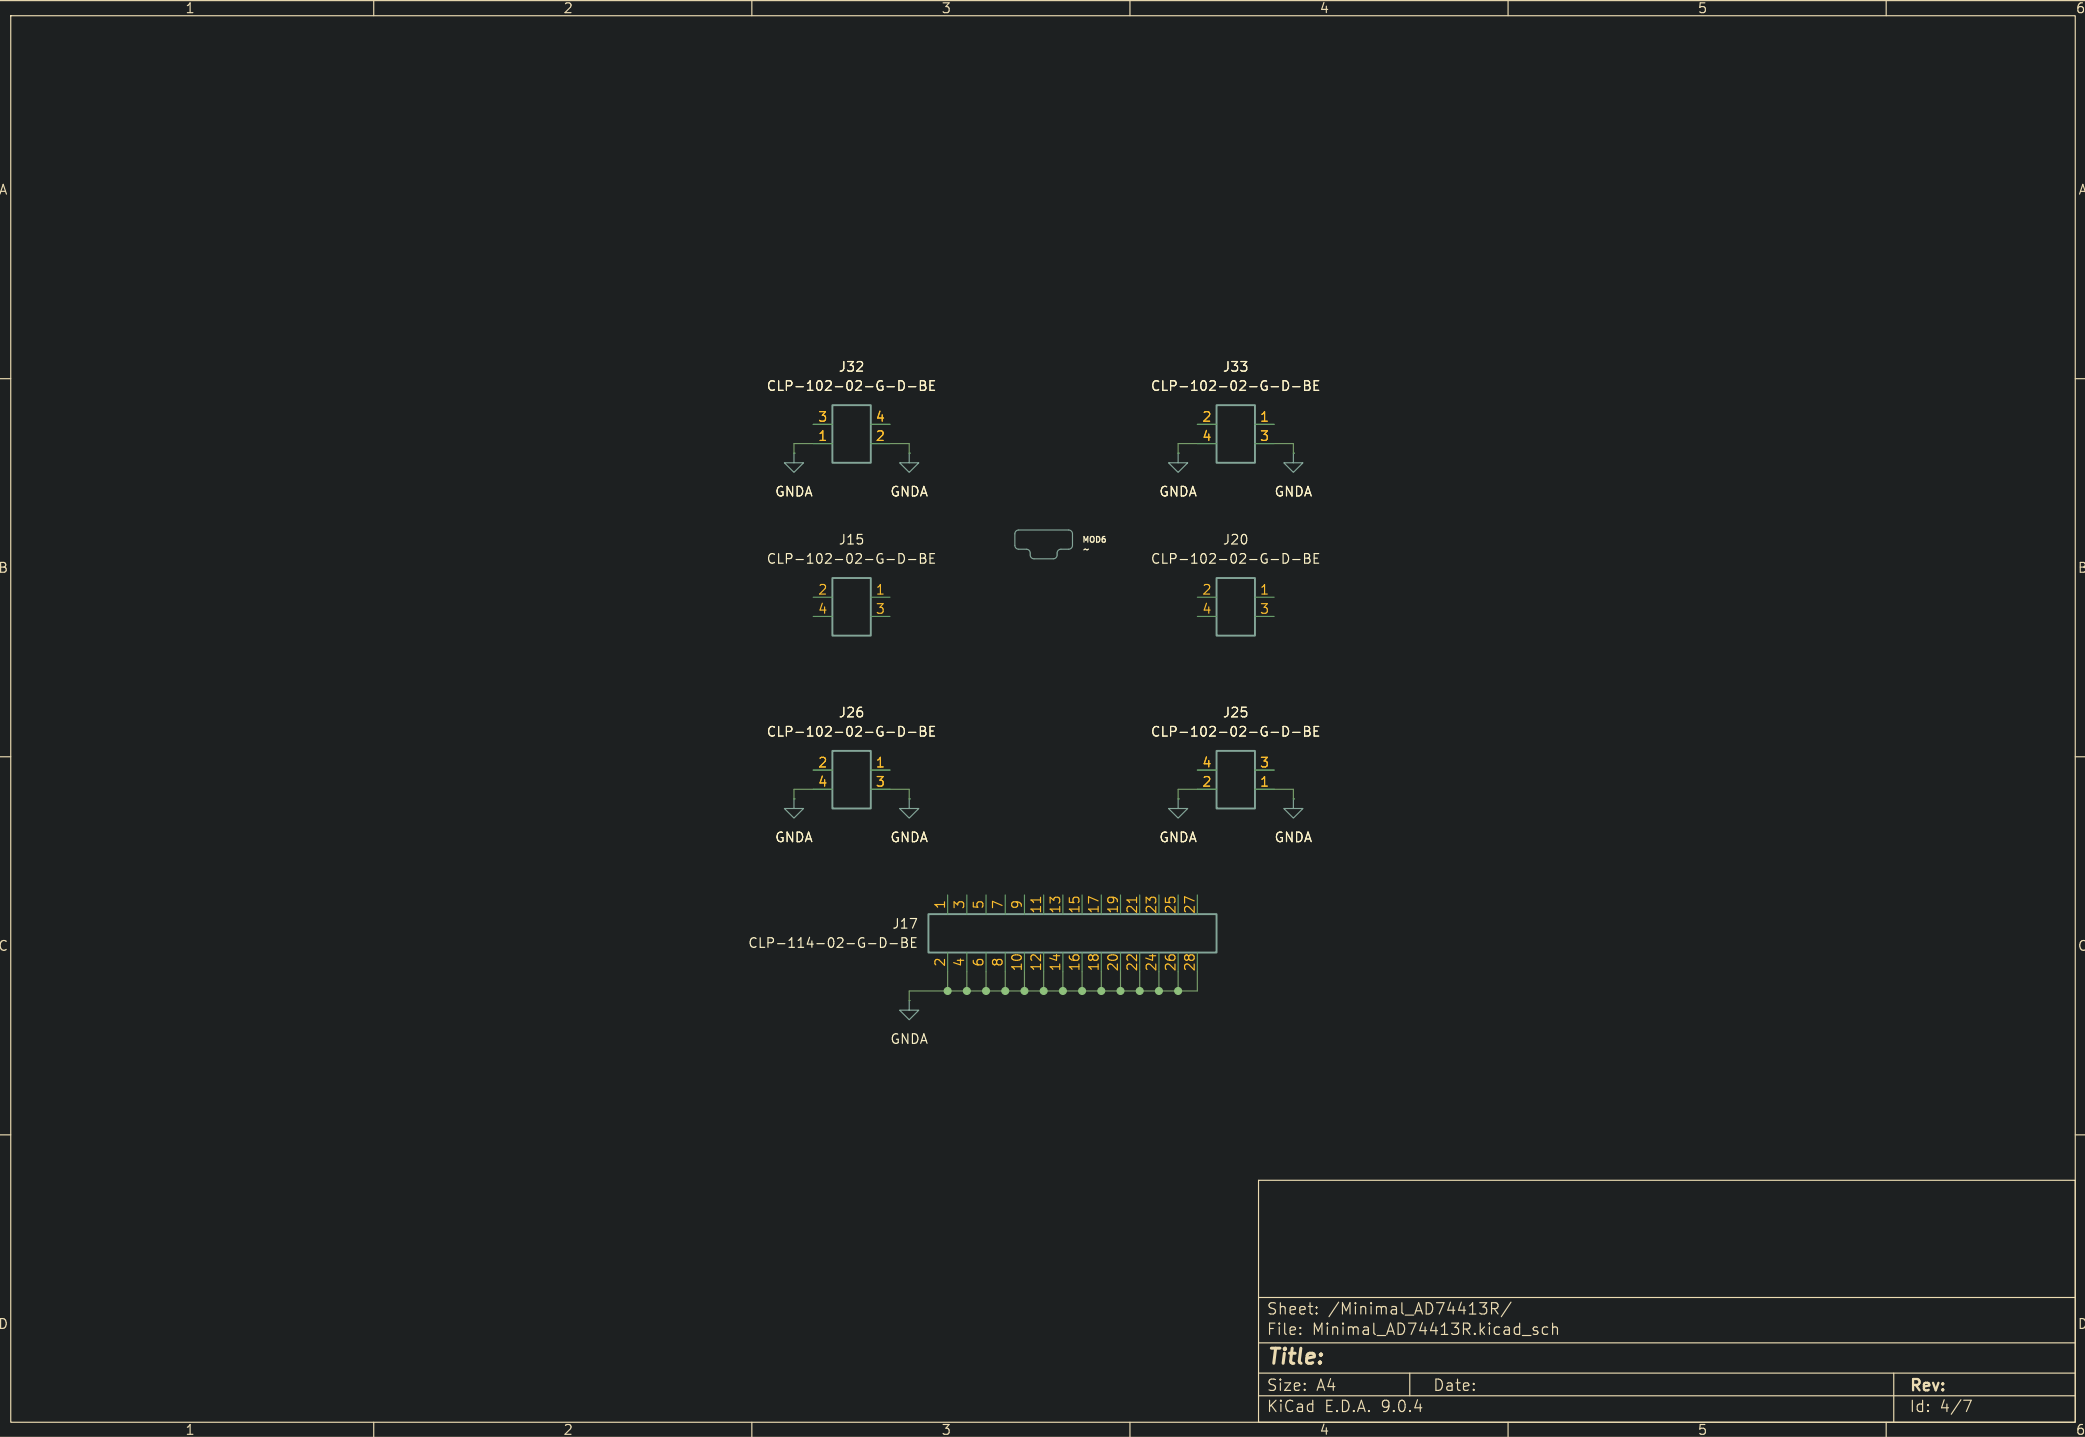 1 2 3 4 5 6
A A
J32 J33
CLP-102-02-G-D-BE CLP-102-02-G-D-BE
3 4 2 1
1 2 4 3
GNDA GNDA GNDA GNDA
MOD6
~
J15 J20
CLP-102-02-G-D-BE CLP-102-02-G-D-BE
B B
2 1 2 1
4 3 4 3
J26 J25
CLP-102-02-G-D-BE CLP-102-02-G-D-BE
2 1 4 3
4 3 2 1
GNDA GNDA GNDA GNDA
1 3 5 7 9 11 13 15 17 19 21 23 25 27
J17
CLP-114-02-G-D-BE
C C
2 4 6 8 10 12 14 16 18 20 22 24 26 28
GNDA
Sheet: /Minimal_AD74413R/
File: Minimal_AD74413R.kicad_sch
D D
Title:
Size: A4 Date: Rev:
KiCad E.D.A. 9.0.4 Id: 4/7
1 2 3 4 5 6